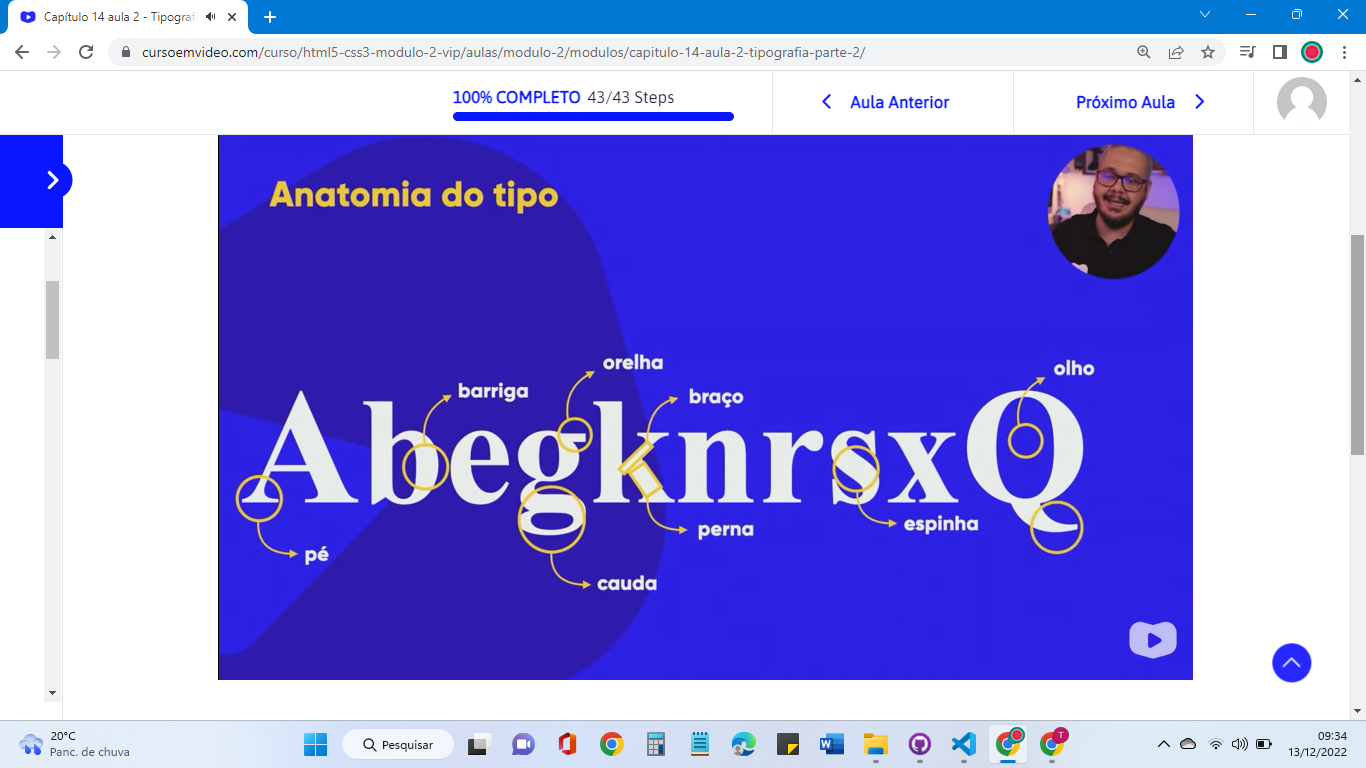 Capítulo 14 aula 2 - Tipograf
cursoemvideo.com/curso/html5-css3-modulo-2-vip/aulas/modulo-2/modulos/capitulo-14-aula-2-tipografia-parte-2/
100% COMPLETO 43/43 Steps
Aula Anterior
Próximo Aula
Anatomia do tipo
orelha
olho
barriga
braço
AbegknrsxQ
espinha
perna
pé
cauda
20°C
Panc. de chuva
Pesquisar
T
09:34
13/12/2022